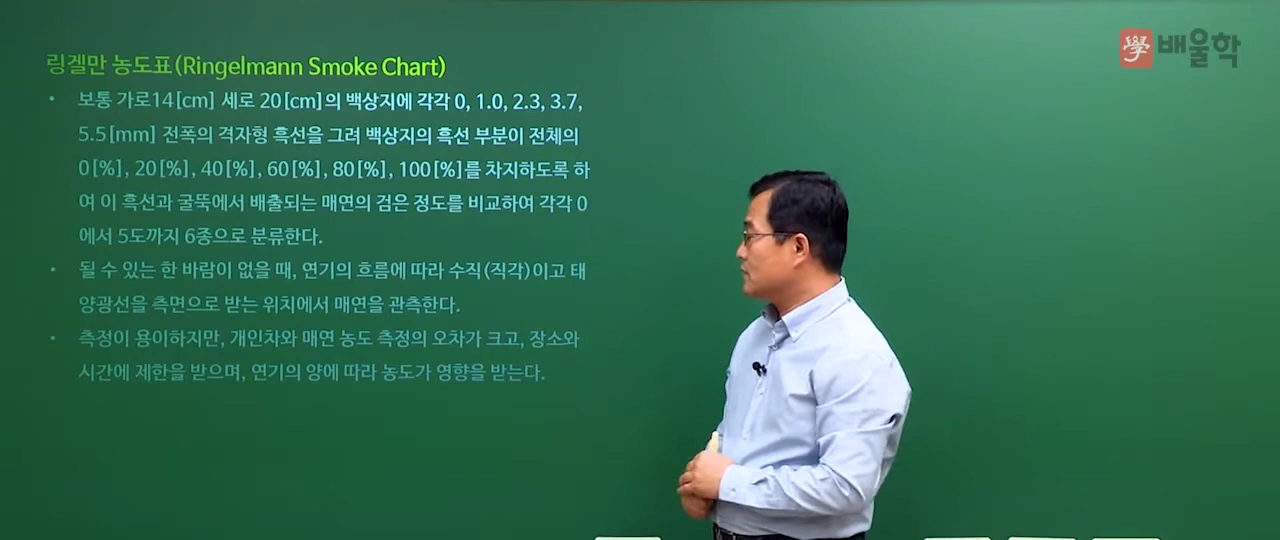 學 배울학
링겔만 농도표(Ringelmann Smoke Chart)
• 보통 가로14[cm] 세로 20[cm]의 백상지에 각각 0, 1.0, 2.3, 3.7,
5.5[mm] 전폭의 격자형 흑선을 그려 백상지의 흑선 부분이 전체의
0[%], 20[%], 40[%], 60[%], 80[%], 100[%]를 차지하도록 하
여 이 흑선과 굴뚝에서 배출되는 매연의 검은 정도를 비교하여 각각 0
에서 5도까지 6종으로 분류한다.
• 될 수 있는 한 바람이 없을 때, 연기의 흐름에 따라 수직(직각)이고 태
양광선을 측면으로 받는 위치에서 매연을 관측한다.
• 측정이 용이하지만, 개인차와 매연 농도 측정의 오차가 크고, 장소와
시간에 제한을 받으며, 연기의 양에 따라 농도가 영향을 받는다.